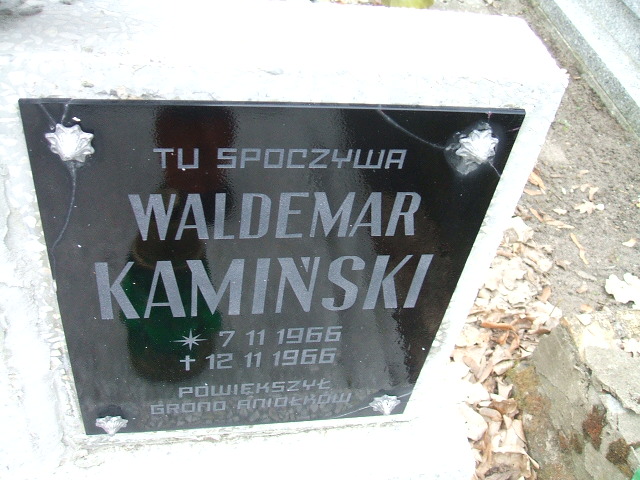 TU SPOCZYWA
WALDEMAR
KAMIŃSKI
* 7 11 1966
✝ 12 11 1966
POWIĘKSZYŁ
GRONO ANIOŁKÓW